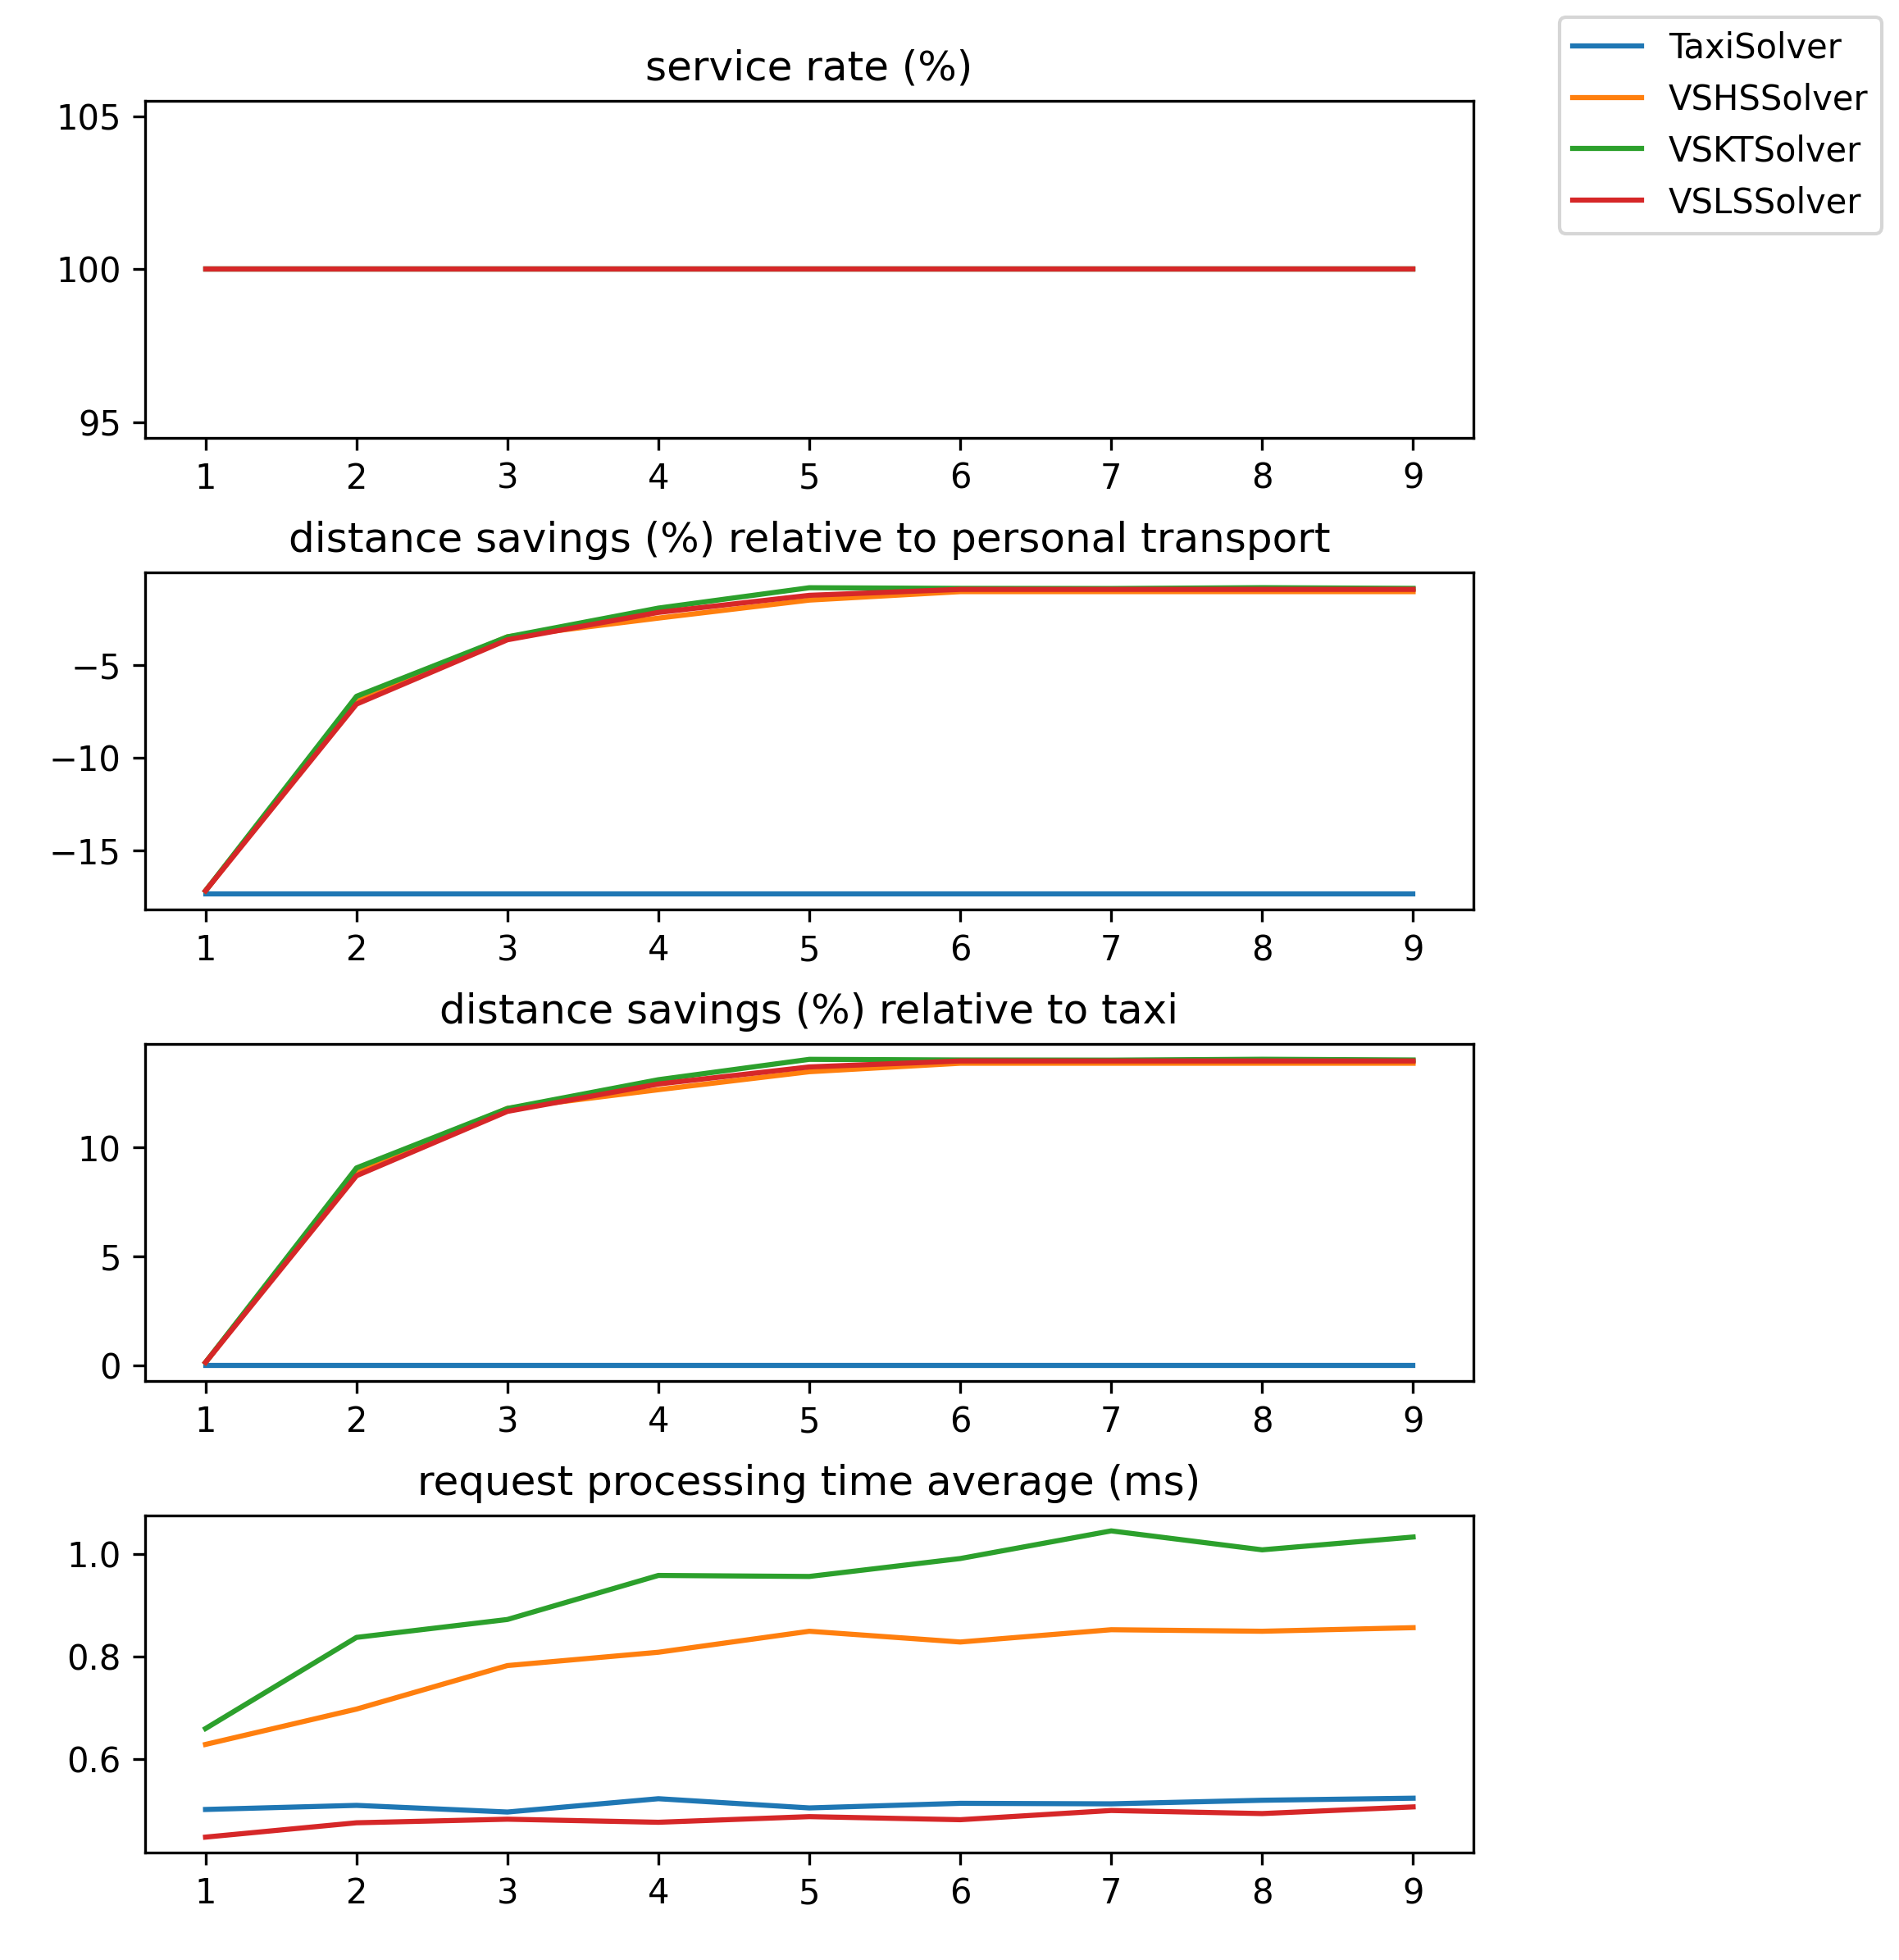 TaxiSolver
VSHSSolver
VSKTSolver
VSLSSolver
service rate (%)
105
100
95
1 2 3 4 5 6 7 8 9
distance savings (%) relative to personal transport
−5
−10
−15
1 2 3 4 5 6 7 8 9
distance savings (%) relative to taxi
10
5
0
1 2 3 4 5 6 7 8 9
request processing time average (ms)
1.0
0.8
0.6
1 2 3 4 5 6 7 8 9